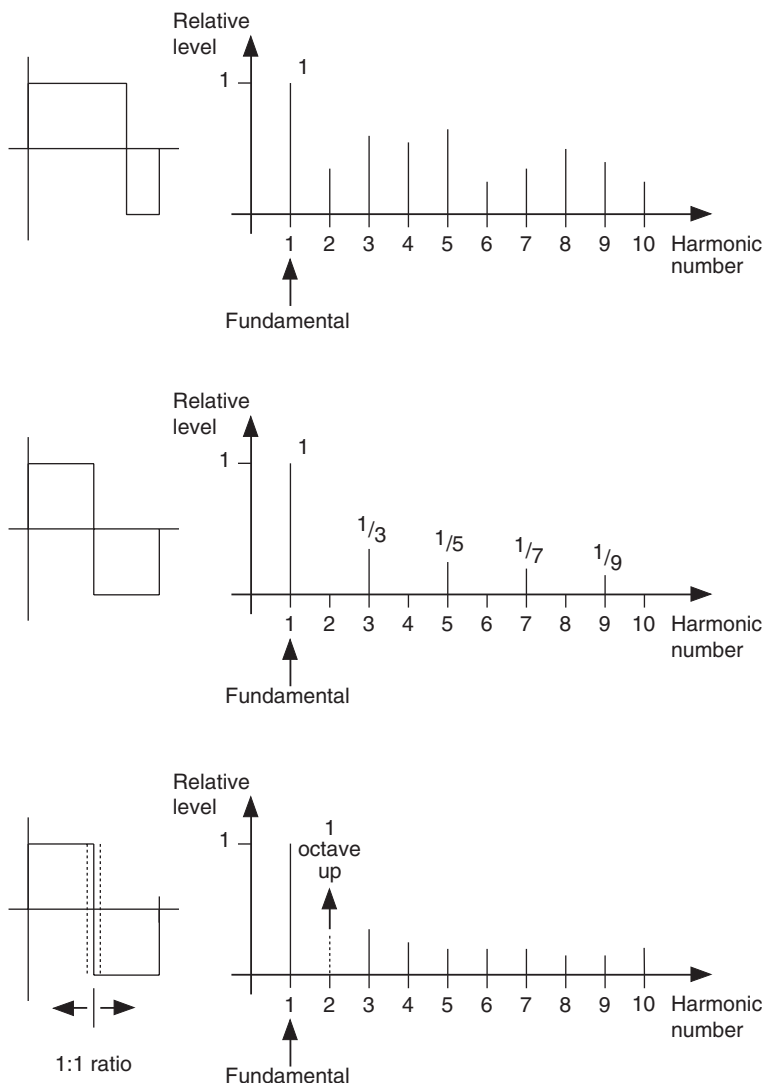 Relative
level
1
1
1 2 3 4 5 6 7 8 9 10 Harmonic
number
Fundamental
Relative
level
1
1
1/3
1/5
1/7
1/9
1 2 3 4 5 6 7 8 9 10 Harmonic
number
Fundamental
Relative
level
1
1
octave
up
1 2 3 4 5 6 7 8 9 10 Harmonic
number
1:1 ratio
Fundamental